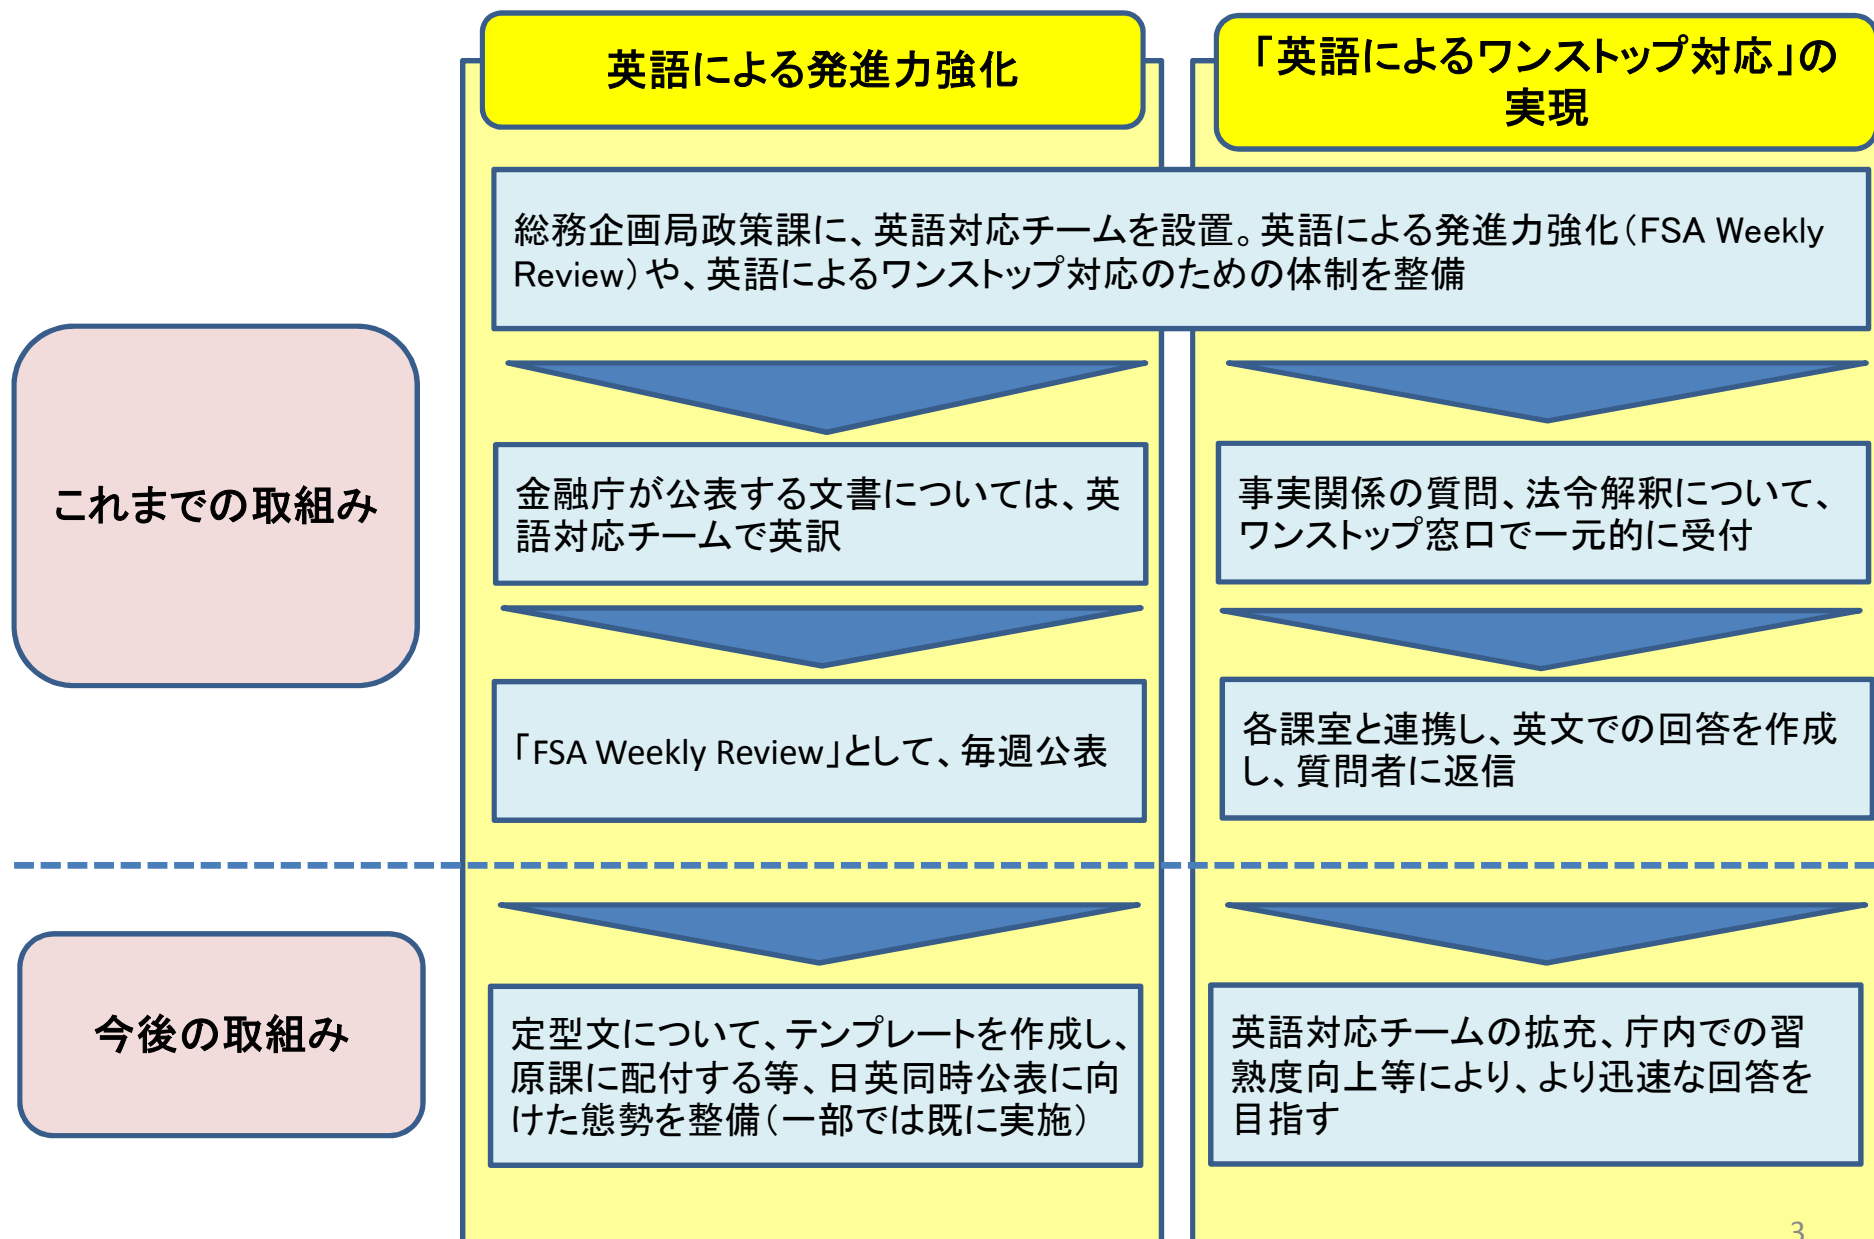 英語による発進力強化
「英語によるワンストップ対応」の
実現
総務企画局政策課に、英語対応チームを設置。英語による発進力強化(FSA Weekly
Review)や、英語によるワンストップ対応のための体制を整備
これまでの取組み
金融庁が公表する文書については、英
語対応チームで英訳
事実関係の質問、法令解釈について、
ワンストップ窓口で一元的に受付
「FSA Weekly Review」として、毎週公表
各課室と連携し、英文での回答を作成
し、質問者に返信
今後の取組み
定型文について、テンプレートを作成し、
原課に配付する等、日英同時公表に向
けた態勢を整備(一部では既に実施)
英語対応チームの拡充、庁内での習
熟度向上等により、より迅速な回答を
目指す
3